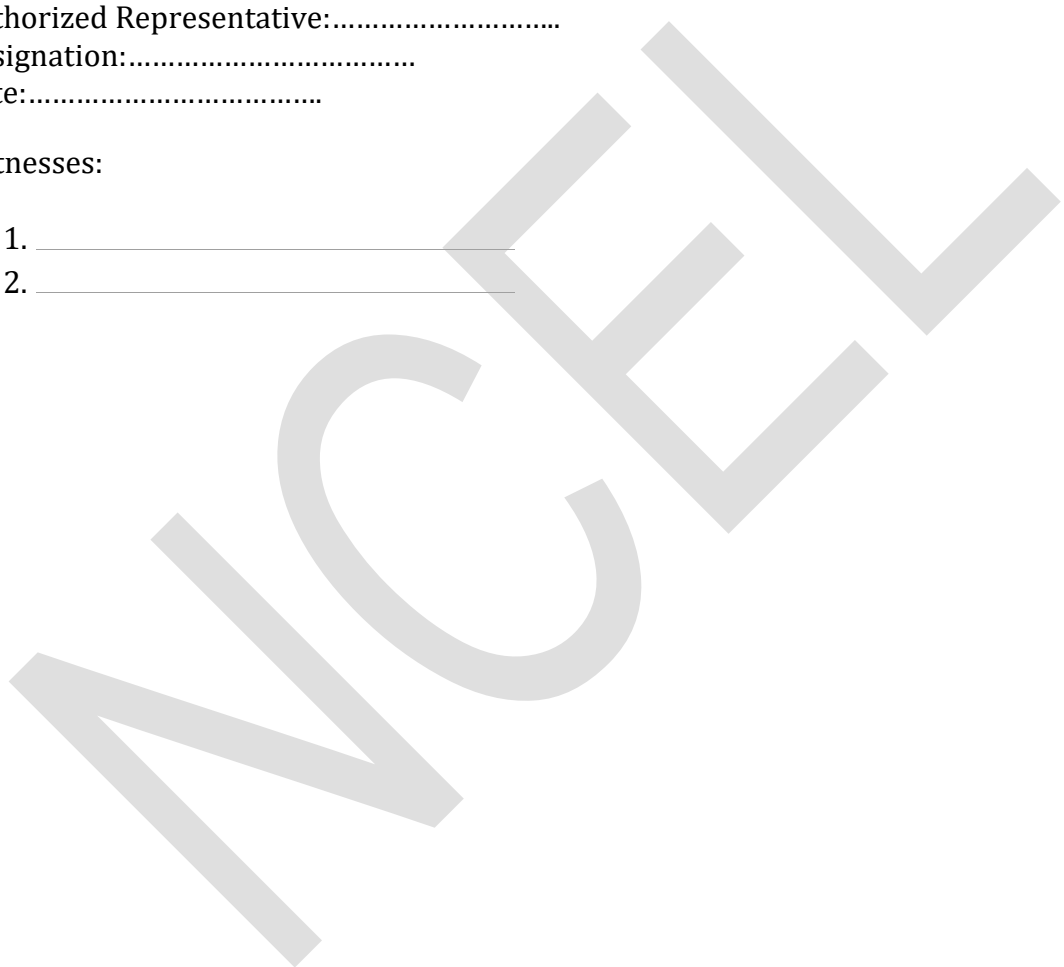 thorized Representative:………………………..
signation:………………………………
te:……………………………….
tnesses:
1.
2.
NCEL